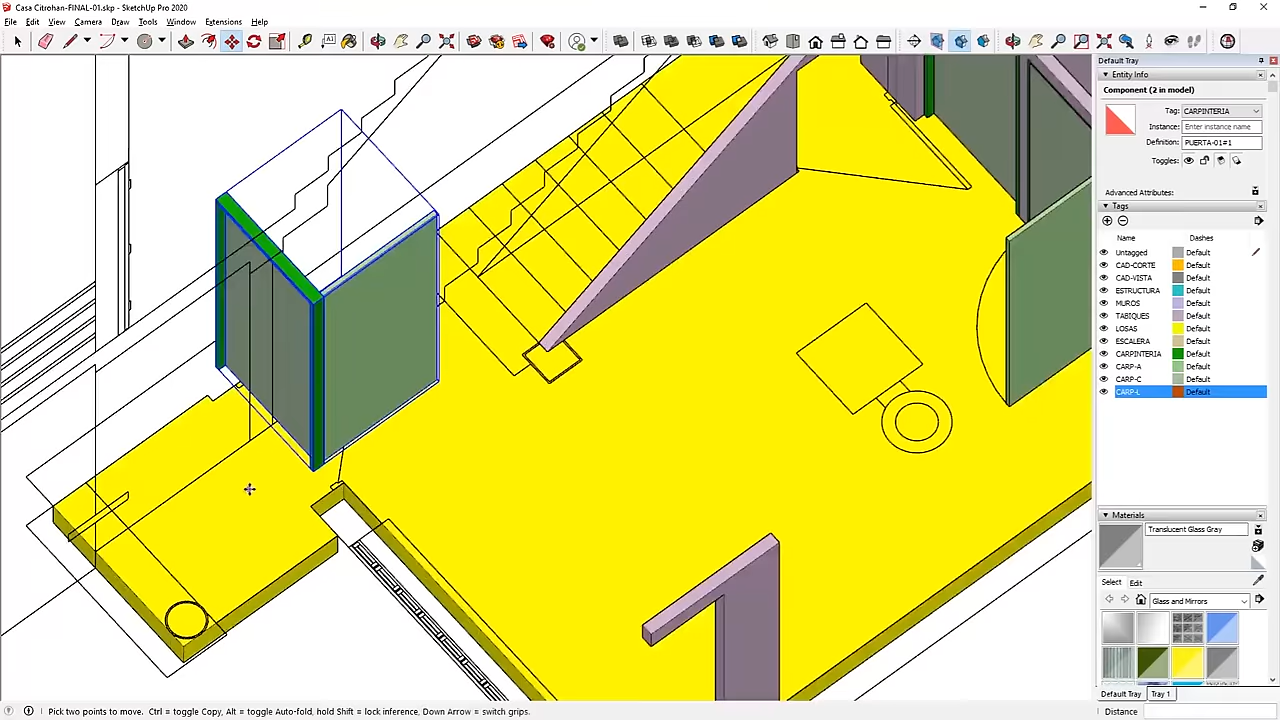 Casa Citrohan-FINAL-01.skp - SketchUp Pro 2020
File Edit View Camera Draw Tools Window Extensions Help
Default Tray
Entity Info
Component (2 in model)
Tag: CARPINTERIA
Instance: Enter instance name
Definition: PUERTA-01#1
Toggles:
Advanced Attributes:
Tags
Name Dashes
Untagged Default
CAD-CORTE Default
CAD-VISTA Default
ESTRUCTURA Default
MUROS Default
TABIQUES Default
LOSAS Default
ESCALERA Default
CARPINTERIA Default
CARP-A Default
CARP-C Default
CARP-L Default
Materials
Translucent Glass Gray
Select Edit
Glass and Mirrors
Default Tray Tray 1
Pick two points to move. Ctrl = toggle Copy, Alt = toggle Auto-fold, hold Shift = lock inference, Down Arrow = switch grips.
Distance